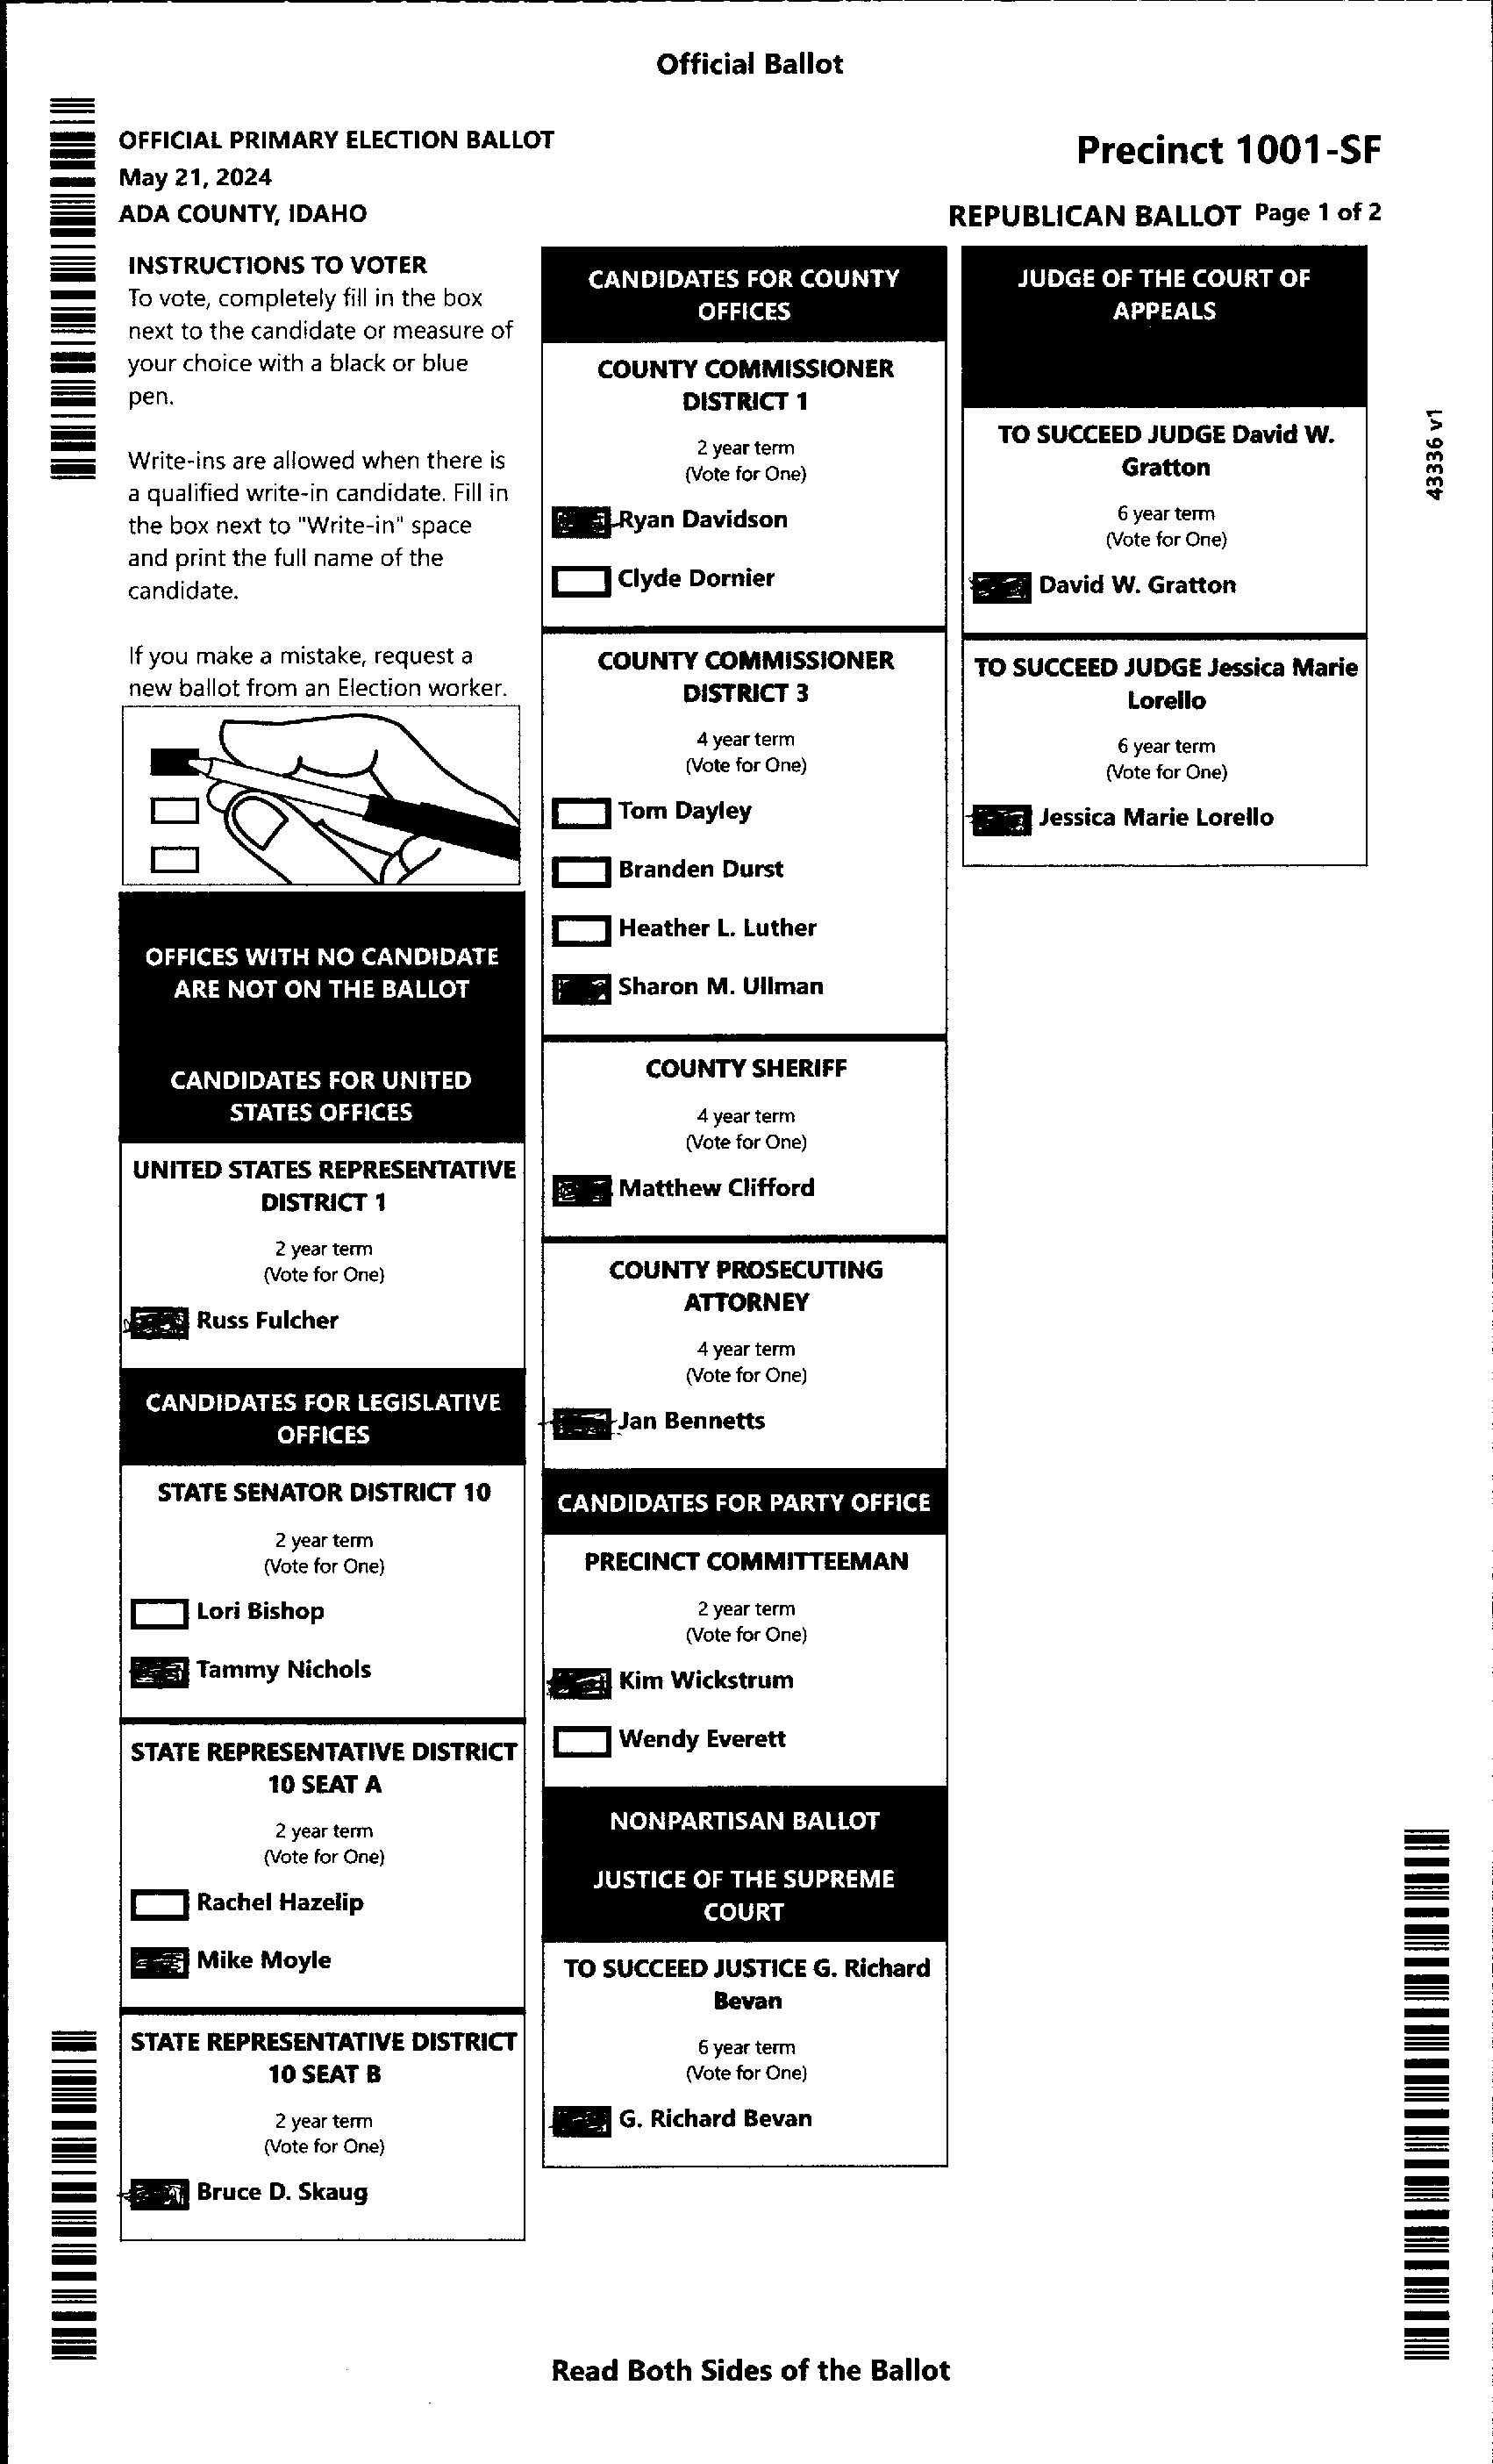 Official Ballot
OFFICIAL PRIMARY ELECTION BALLOT
May 21, 2024
ADA COUNTY, IDAHO
Precinct 1001-SF
REPUBLICAN BALLOT Page 1 of 2
INSTRUCTIONS TO VOTER
To vote, completely fill in the box
next to the candidate or measure of
your choice with a black or blue
pen.
Write-ins are allowed when there is
a qualified write-in candidate. Fill in
the box next to "Write-in" space
and print the full name of the
candidate.
If you make a mistake, request a
new ballot from an Election worker.
OFFICES WITH NO CANDIDATE
ARE NOT ON THE BALLOT
CANDIDATES FOR UNITED
STATES OFFICES
UNITED STATES REPRESENTATIVE
DISTRICT 1
2 year term
(Vote for One)
Russ Fulcher
CANDIDATES FOR LEGISLATIVE
OFFICES
STATE SENATOR DISTRICT 10
2 year term
(Vote for One)
Lori Bishop
Tammy Nichols
STATE REPRESENTATIVE DISTRICT
10 SEAT A
2 year term
(Vote for One)
Rachel Hazelip
Mike Moyle
STATE REPRESENTATIVE DISTRICT
10 SEAT B
2 year term
(Vote for One)
Bruce D. Skaug
CANDIDATES FOR COUNTY
OFFICES
COUNTY COMMISSIONER
DISTRICT 1
2 year term
(Vote for One)
Ryan Davidson
Clyde Dornier
COUNTY COMMISSIONER
DISTRICT 3
4 year term
(Vote for One)
Tom Dayley
Branden Durst
Heather L. Luther
Sharon M. Ullman
COUNTY SHERIFF
4 year term
(Vote for One)
Matthew Clifford
COUNTY PROSECUTING
ATTORNEY
4 year term
(Vote for One)
Jan Bennetts
CANDIDATES FOR PARTY OFFICE
PRECINCT COMMITTEEMAN
2 year term
(Vote for One)
Kim Wickstrum
Wendy Everett
NONPARTISAN BALLOT
JUSTICE OF THE SUPREME
COURT
TO SUCCEED JUSTICE G. Richard
Bevan
6 year term
(Vote for One)
G. Richard Bevan
JUDGE OF THE COURT OF
APPEALS
TO SUCCEED JUDGE David W.
Gratton
6 year term
(Vote for One)
David W. Gratton
TO SUCCEED JUDGE Jessica Marie
Lorello
6 year term
(Vote for One)
Jessica Marie Lorello
43336 v1
Read Both Sides of the Ballot